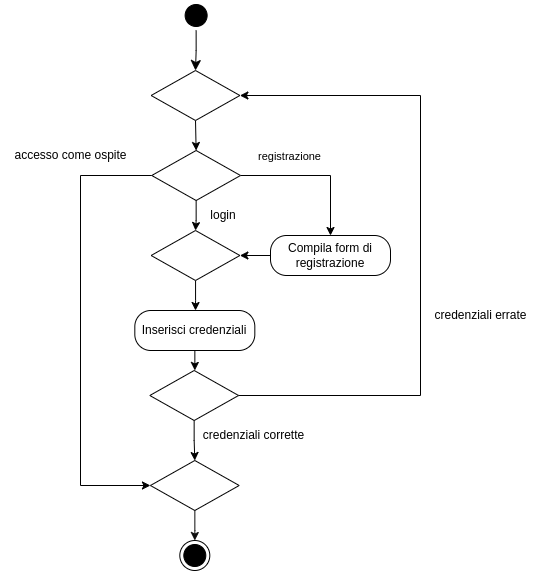 accesso come ospite
registrazione
login
Compila form di
registrazione
Inserisci credenziali
credenziali errate
credenziali corrette